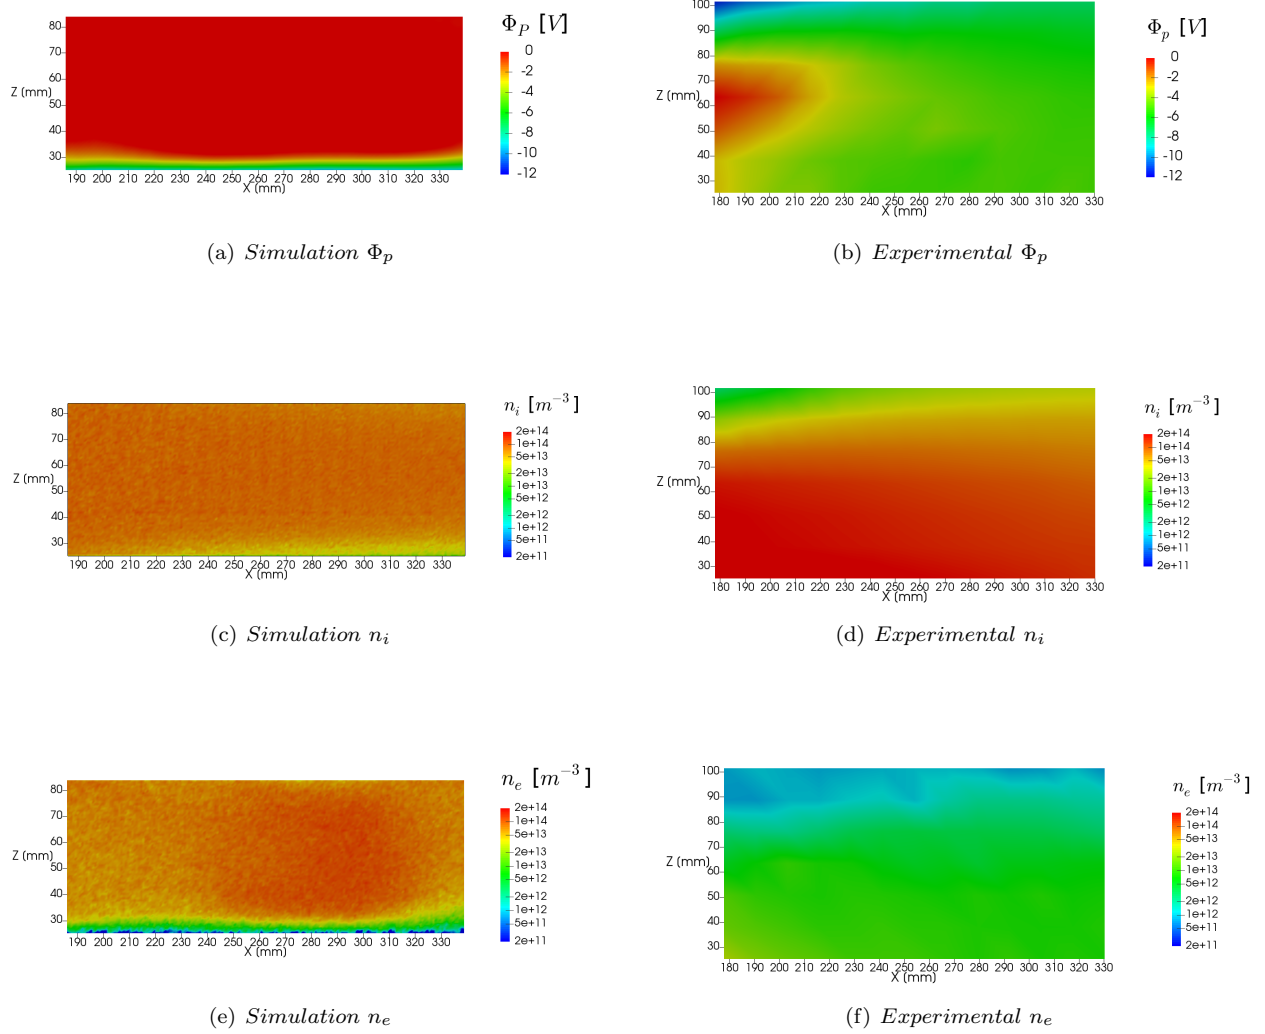 Φ_P [V]
0
-2
-4
-6
-8
-10
-12
80
70
60
50
40
30
Z (mm)
190 200 210 220 230 240 250 260 270 280 290 300 310 320 330
X (mm)
(a) Simulation Φ_p
Φ_p [V]
0
-2
-4
-6
-8
-10
-12
100
90
80
70
60
50
40
30
Z (mm)
180 190 200 210 220 230 240 250 260 270 280 290 300 310 320 330
X (mm)
(b) Experimental Φ_p
n_i [m^{-3}]
2e+14
1e+14
5e+13
2e+13
1e+13
5e+12
2e+12
1e+12
5e+11
2e+11
80
70
60
50
40
30
Z (mm)
190 200 210 220 230 240 250 260 270 280 290 300 310 320 330
X (mm)
(c) Simulation n_i
n_i [m^{-3}]
2e+14
1e+14
5e+13
2e+13
1e+13
5e+12
2e+12
1e+12
5e+11
2e+11
100
90
80
70
60
50
40
30
Z (mm)
180 190 200 210 220 230 240 250 260 270 280 290 300 310 320 330
X (mm)
(d) Experimental n_i
n_e [m^{-3}]
2e+14
1e+14
5e+13
2e+13
1e+13
5e+12
2e+12
1e+12
5e+11
2e+11
80
70
60
50
40
30
Z (mm)
190 200 210 220 230 240 250 260 270 280 290 300 310 320 330
X (mm)
(e) Simulation n_e
n_e [m^{-3}]
2e+14
1e+14
5e+13
2e+13
1e+13
5e+12
2e+12
1e+12
5e+11
2e+11
100
90
80
70
60
50
40
30
Z (mm)
180 190 200 210 220 230 240 250 260 270 280 290 300 310 320 330
X (mm)
(f) Experimental n_e